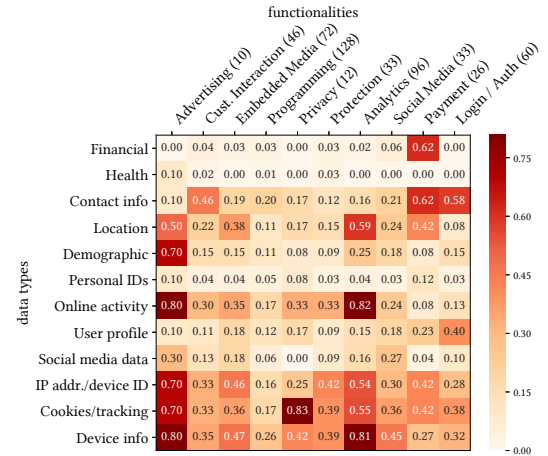 functionalities
Advertising (10)
Cust. Interaction (46)
Embedded Media (72)
Programming (128)
Privacy (12)
Protection (33)
Analytics (96)
Social Media (33)
Payment (26)
Login / Auth (60)
data types
Financial 0.00 0.04 0.03 0.03 0.00 0.03 0.02 0.06 0.62 0.00
Health 0.10 0.02 0.00 0.01 0.00 0.03 0.00 0.00 0.00 0.00
Contact info 0.10 0.46 0.19 0.20 0.17 0.12 0.16 0.21 0.62 0.58
Location 0.50 0.22 0.38 0.11 0.17 0.15 0.59 0.24 0.42 0.08
Demographic 0.70 0.15 0.15 0.11 0.08 0.09 0.25 0.18 0.08 0.15
Personal IDs 0.10 0.04 0.04 0.05 0.08 0.03 0.04 0.03 0.12 0.03
Online activity 0.80 0.30 0.35 0.17 0.33 0.33 0.82 0.24 0.08 0.13
User profile 0.10 0.11 0.18 0.12 0.17 0.09 0.15 0.18 0.23 0.40
Social media data 0.30 0.13 0.18 0.06 0.00 0.09 0.16 0.27 0.04 0.10
IP addr./device ID 0.70 0.33 0.46 0.16 0.25 0.42 0.54 0.30 0.42 0.28
Cookies/tracking 0.70 0.33 0.36 0.17 0.83 0.39 0.55 0.36 0.42 0.38
Device info 0.80 0.35 0.47 0.26 0.42 0.39 0.81 0.45 0.27 0.32
0.75
0.60
0.45
0.30
0.15
0.00